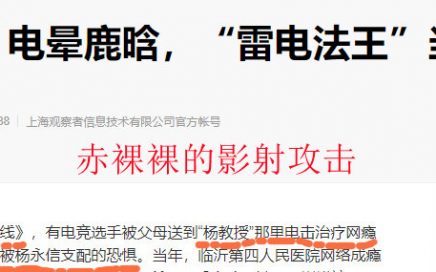 电晕鹿晗，“雷电法王”
38 | 上海观察者信息技术有限公司官方帐号
赤裸裸的影射攻击
线》，有电竞选手被父母送到“杨教授”那里电击治疗网瘾
被杨永信支配的恐惧。当年，临沂第四人民医院网络成瘾